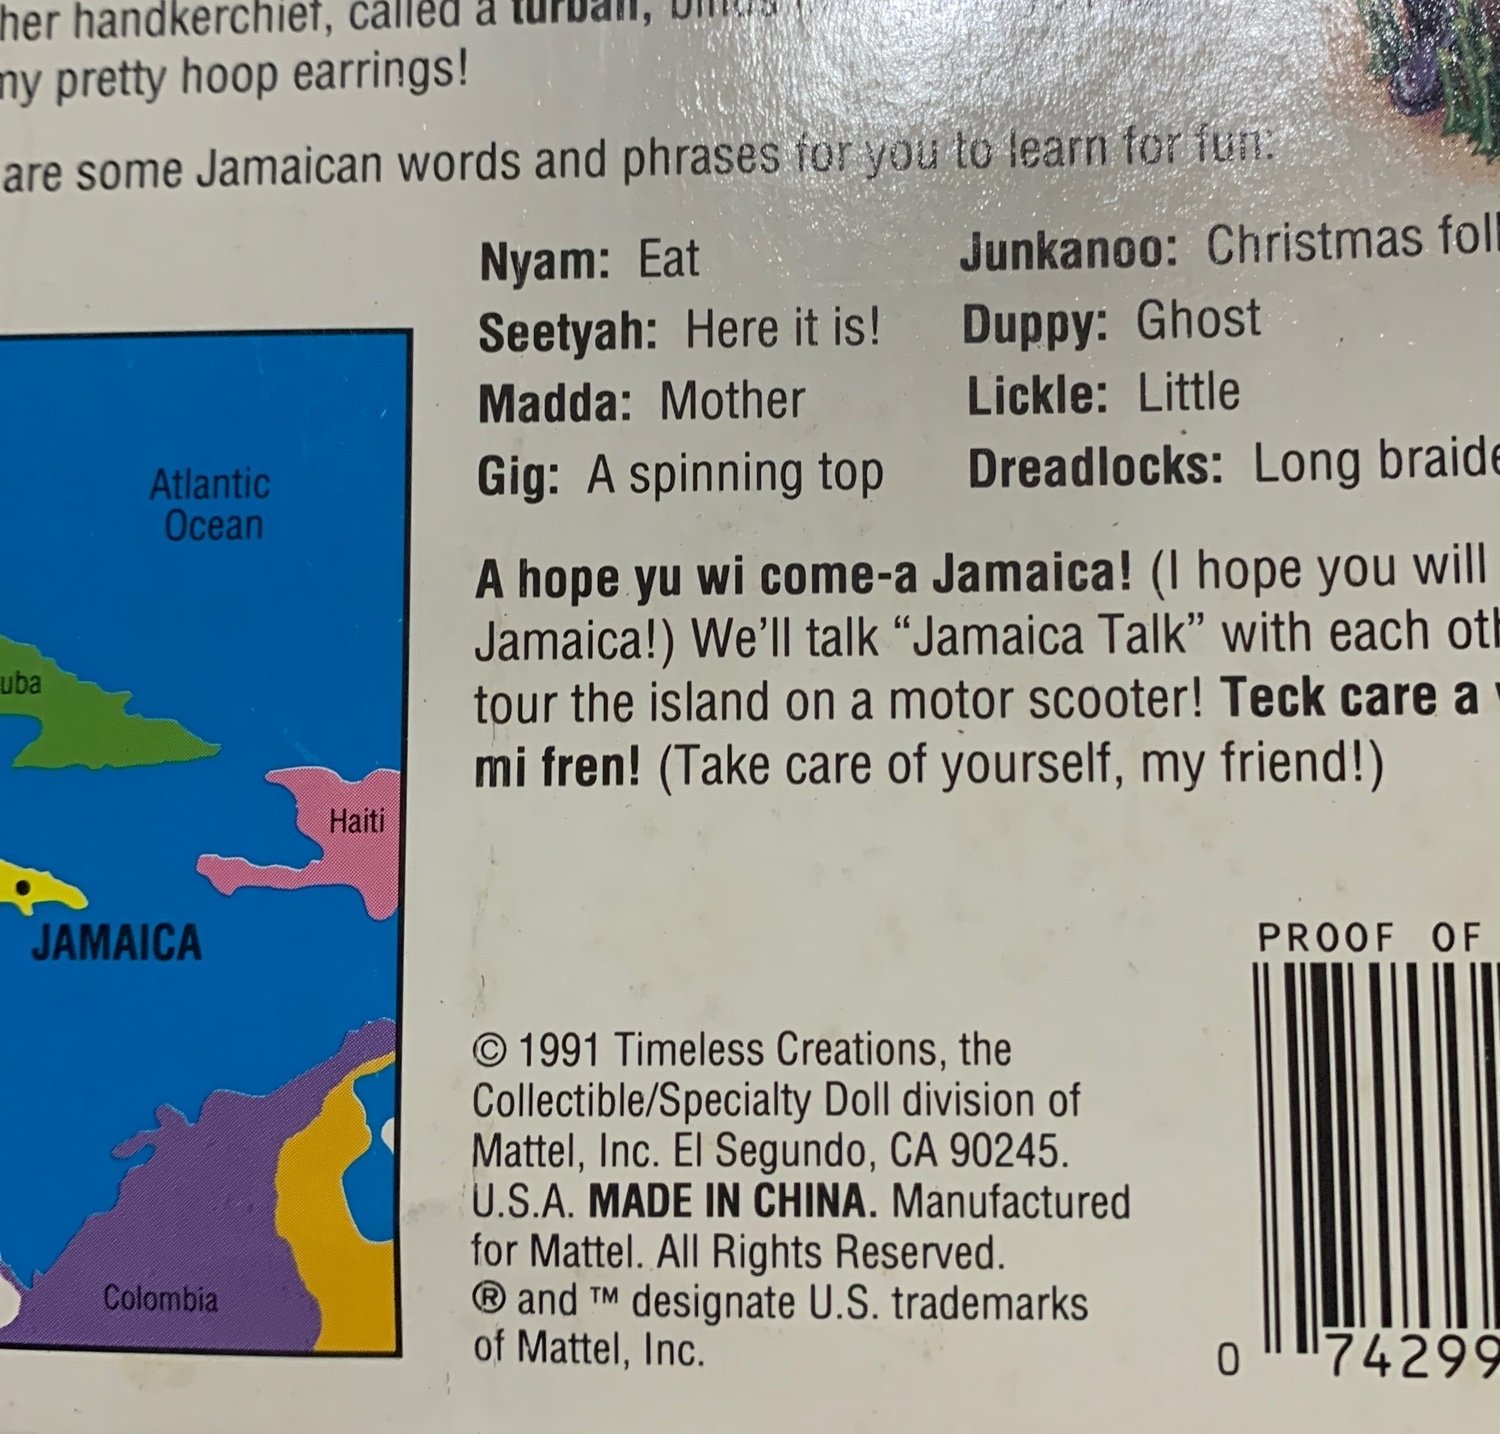 her handkerchief, called a turban,
my pretty hoop earrings!
are some Jamaican words and phrases for you to learn for fun:
Nyam: Eat
Seetyah: Here it is!
Madda: Mother
Gig: A spinning top
Junkanoo: Christmas
Duppy: Ghost
Lickle: Little
Dreadlocks: Long
A hope yu wi come-a Jamaica! (I hope you will
Jamaica!) We'll talk “Jamaica Talk” with each
tour the island on a motor scooter! Teck care a
mi fren! (Take care of yourself, my friend!)
Atlantic
Ocean
uba
Haiti
JAMAICA
Colombia
© 1991 Timeless Creations, the
Collectible/Specialty Doll division of
Mattel, Inc. El Segundo, CA 90245.
U.S.A. MADE IN CHINA. Manufactured
for Mattel. All Rights Reserved.
® and ™ designate U.S. trademarks
of Mattel, Inc.
PROOF OF
0 74299